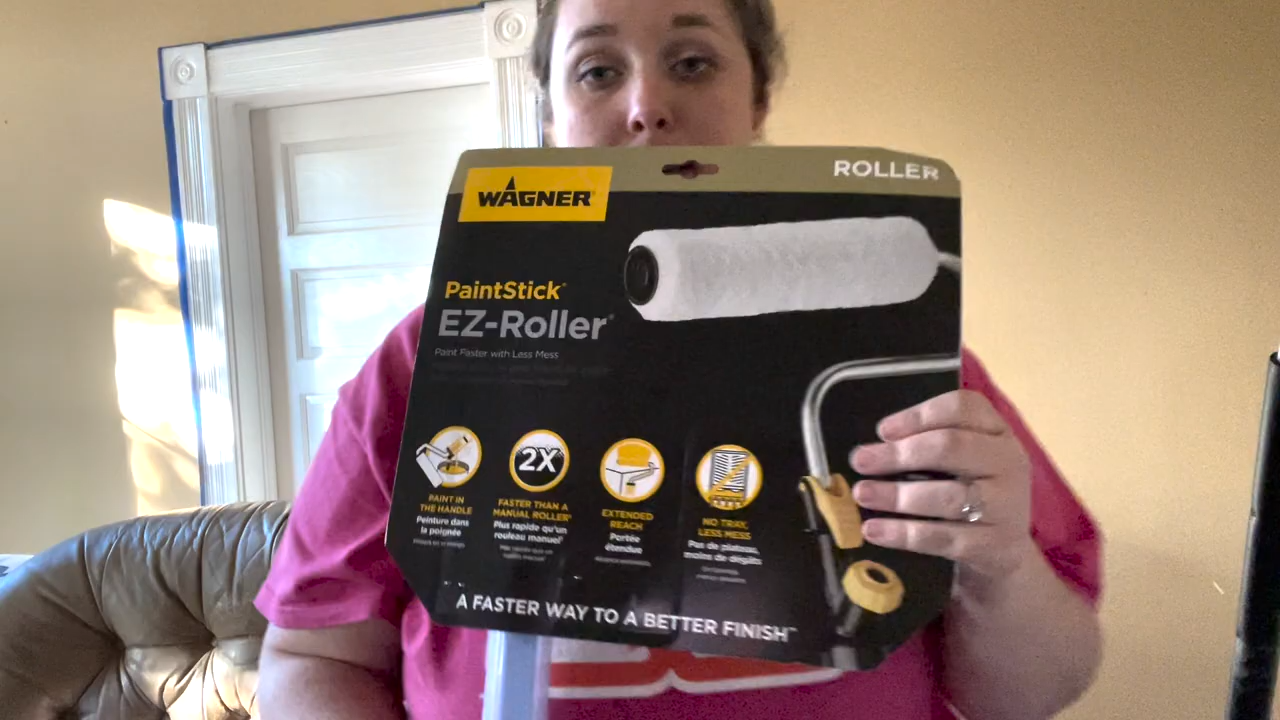 WAGNER
ROLLER
PaintStick
EZ-Roller
Paint Faster with Less Mess
PAINT IN
THE HANDLE
Peinture dans
la poignée
2X
FASTER THAN A
MANUAL ROLLER
Plus rapide qu'un
rouleau manuel
EXTENDED
REACH
Portée
étendue
NO TRAY,
LESS MESS
Pas de plateau,
moins de dégâts
A FASTER WAY TO A BETTER FINISH™